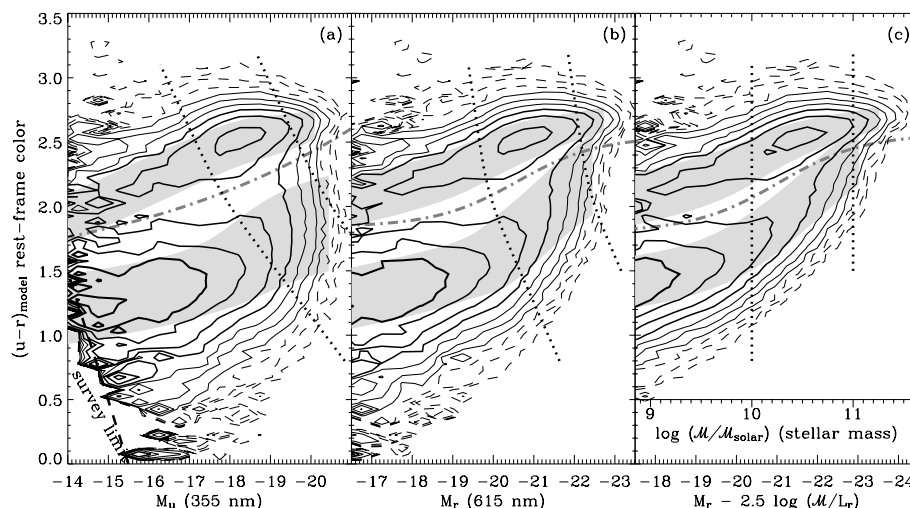 (a) (b) (c)
3.5
3.0
2.5
2.0
1.5
1.0
0.5
0.0
(u-r)model rest-frame color
survey limit
9 10 11
log (ℳ/ℳsolar) (stellar mass)
-14 -15 -16 -17 -18 -19 -20
-17 -18 -19 -20 -21 -22 -23
-18 -19 -20 -21 -22 -23 -24
Mu (355 nm)
Mr (615 nm)
Mr - 2.5 log (ℳ/Lr)